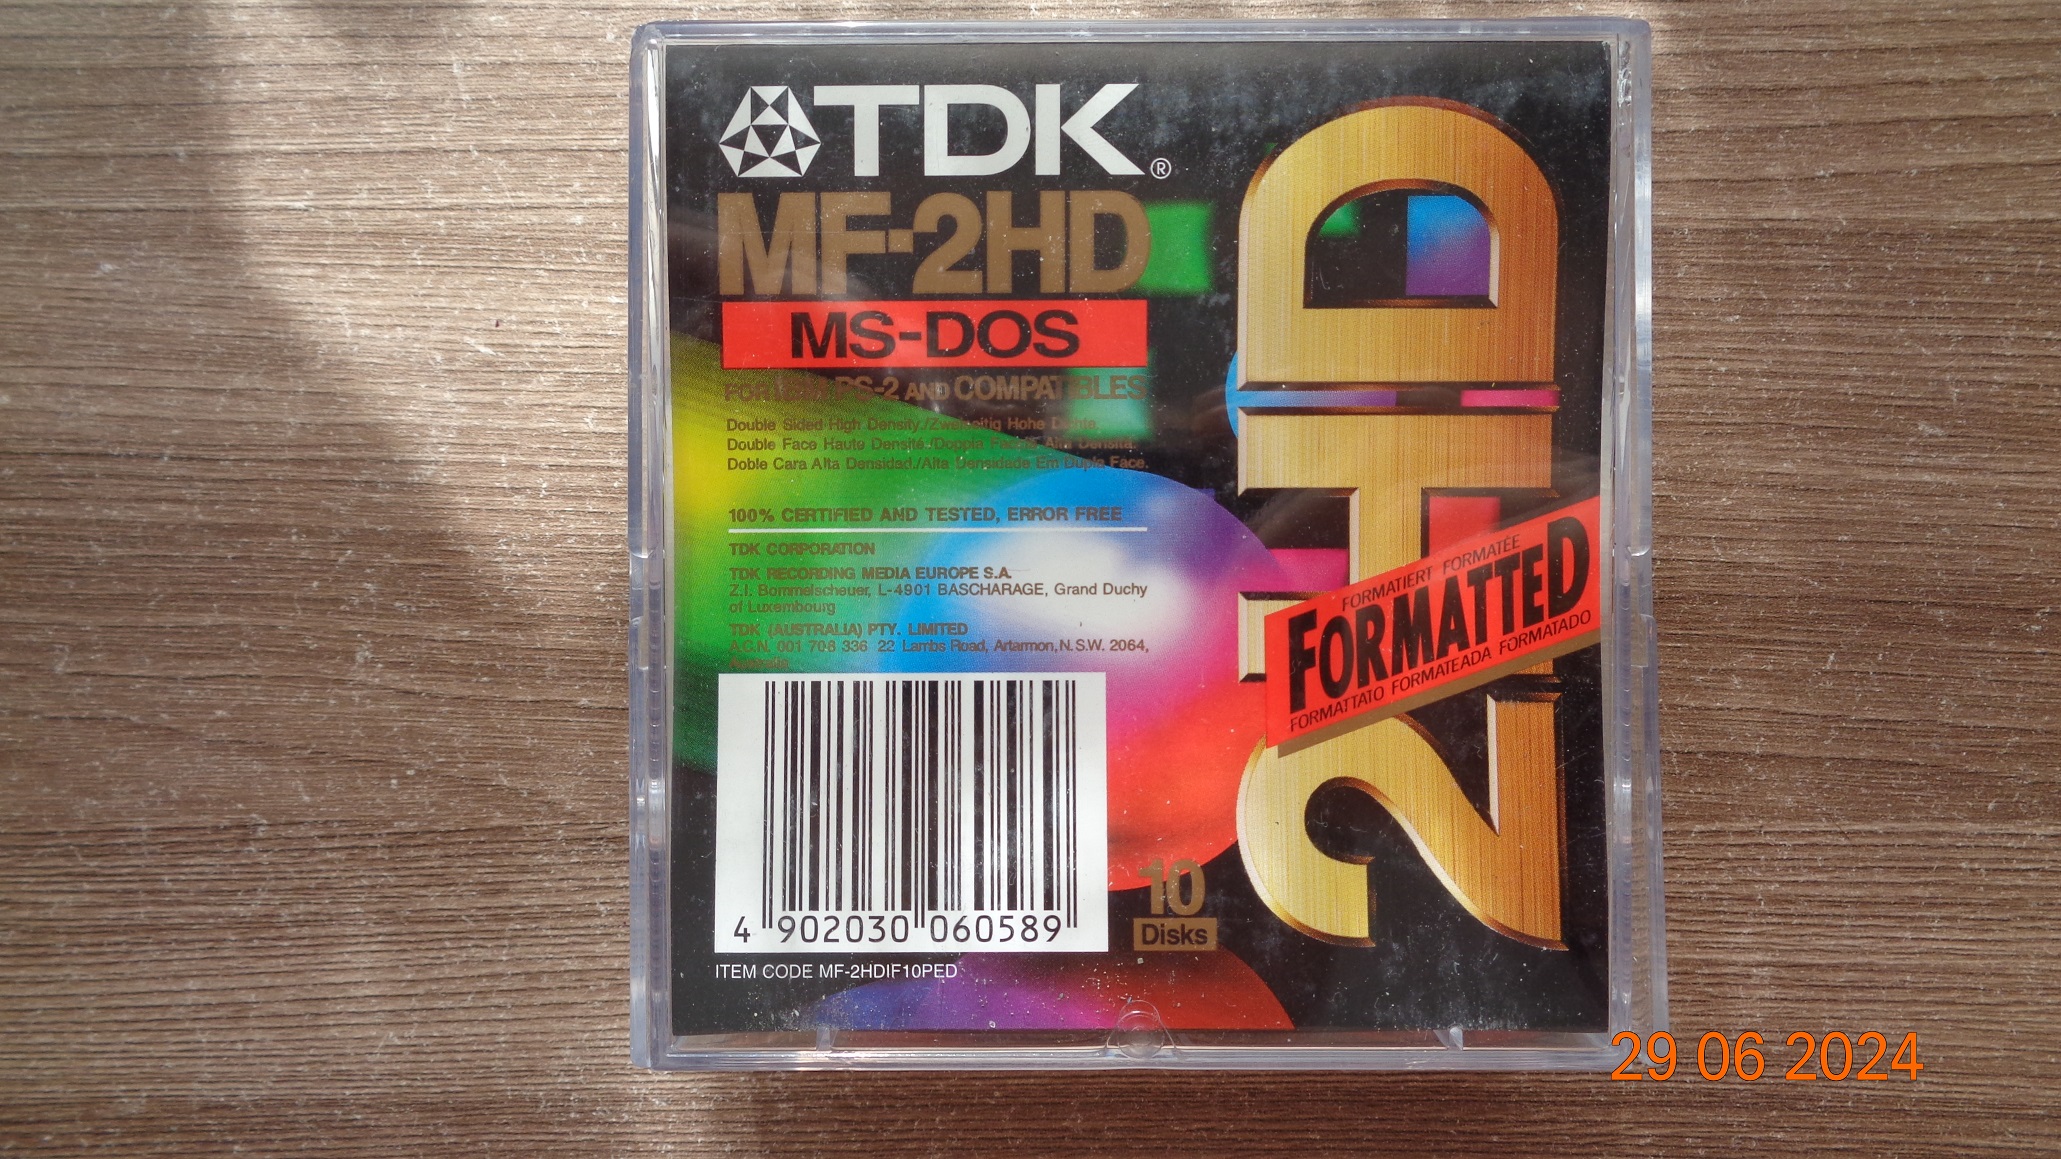 TDK®
MF-2HD
MS-DOS
FOR IBM PS-2 AND COMPATIBLES
Double Sided High Density./Zweiseitig Hohe Dichte.
Double Face Haute Densité./Doppia Faccia Alta Densità.
Doble Cara Alta Densidad./Alta Densidade Em Dupla Face.
100% CERTIFIED AND TESTED, ERROR FREE
TDK CORPORATION
TDK RECORDING MEDIA EUROPE S.A.
Z.I. Bommelscheuer, L-4901 BASCHARAGE, Grand Duchy
of Luxembourg
TDK (AUSTRALIA) PTY. LIMITED
A.C.N. 001 706 336 22 Lambs Road, Artarmon, N.S.W. 2064,
Australia
4 902030 060589
ITEM CODE MF-2HDIF10PED
10
Disks
2HD
FORMATIERT FORMATÉE
FORMATTED
FORMATTATO FORMATEADA FORMATADO
29 06 2024